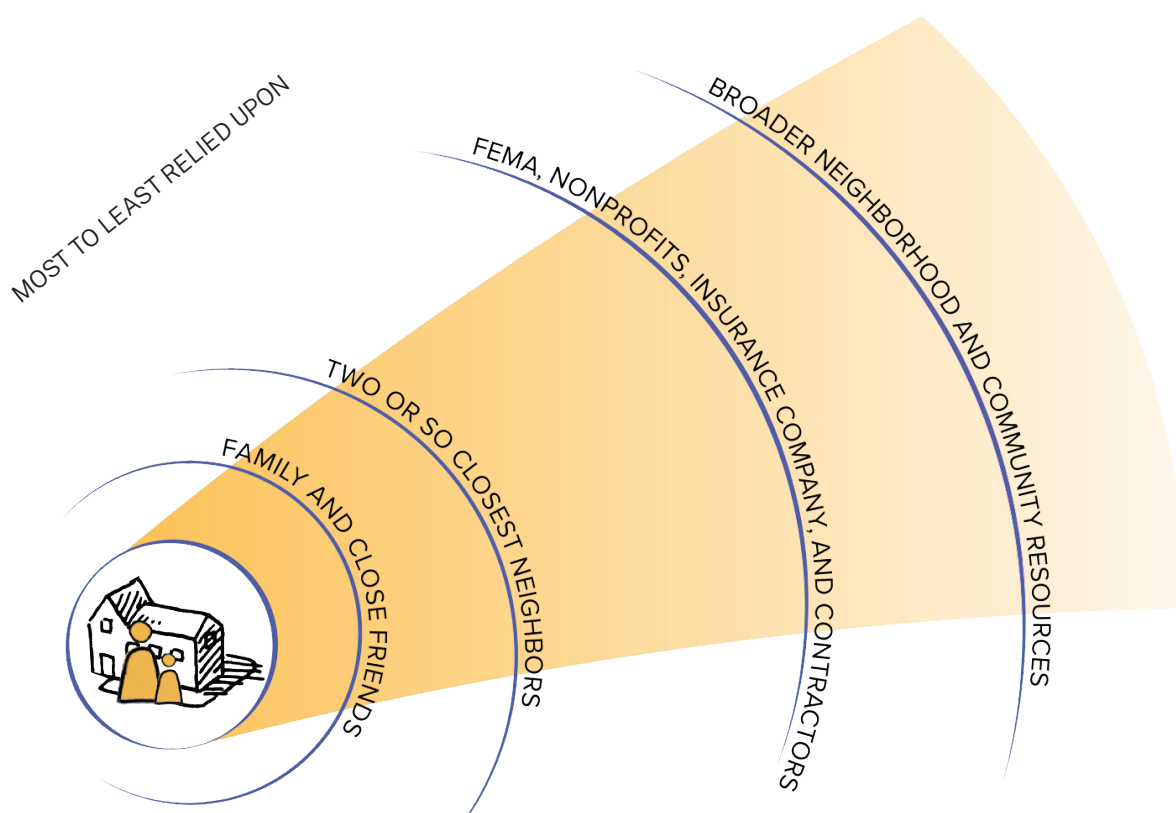 MOST TO LEAST RELIED UPON
FAMILY AND CLOSE FRIENDS
TWO OR SO CLOSEST NEIGHBORS
FEMA, NONPROFITS, INSURANCE COMPANY, AND CONTRACTORS
BROADER NEIGHBORHOOD AND COMMUNITY RESOURCES